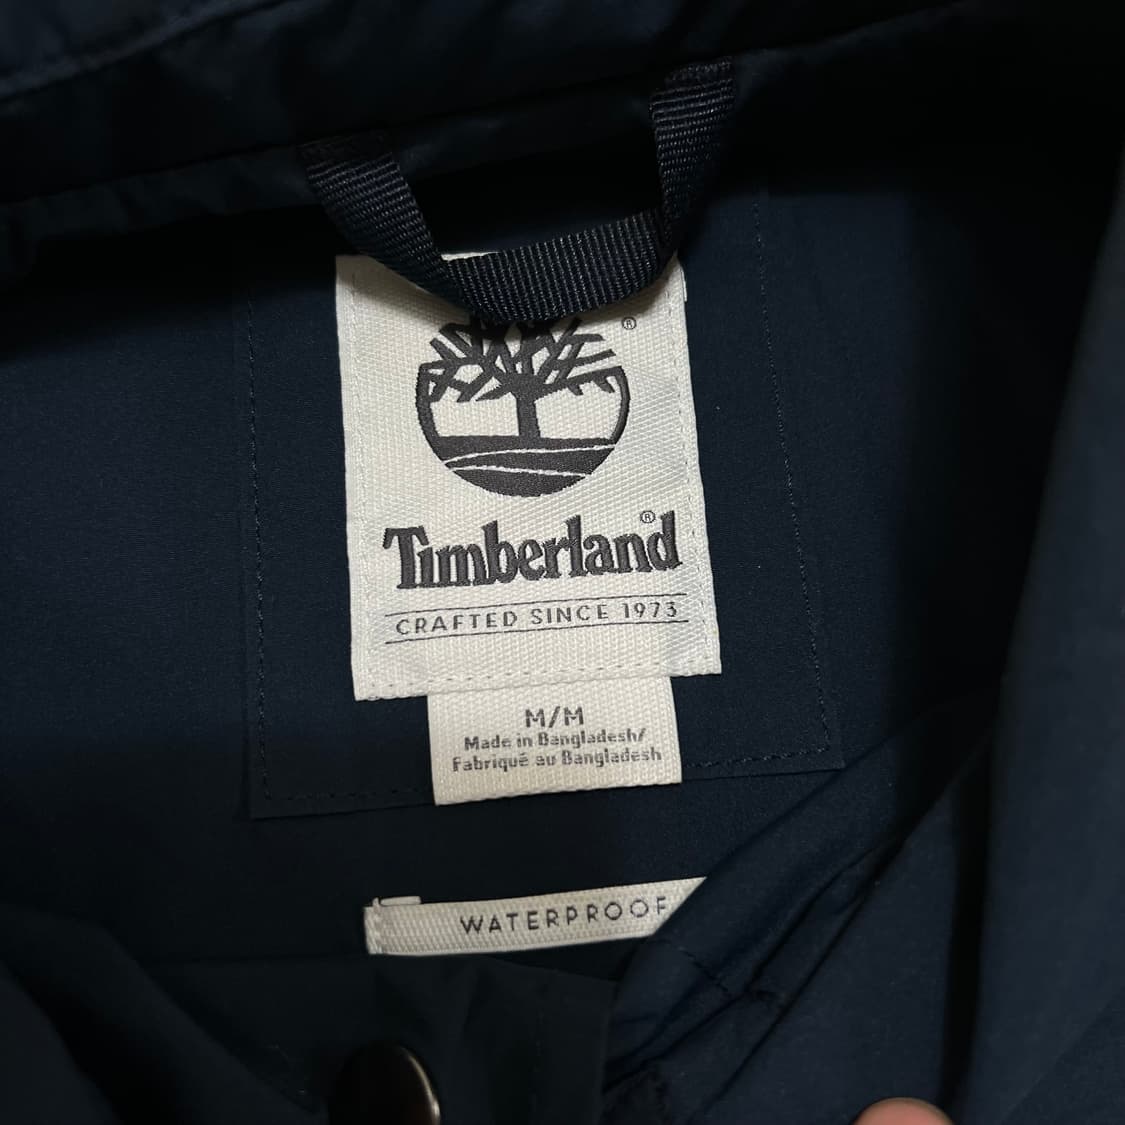 ®
Timberland®
CRAFTED SINCE 1973
M/M
Made in Bangladesh/
Fabriqué au Bangladesh
WATERPROOF